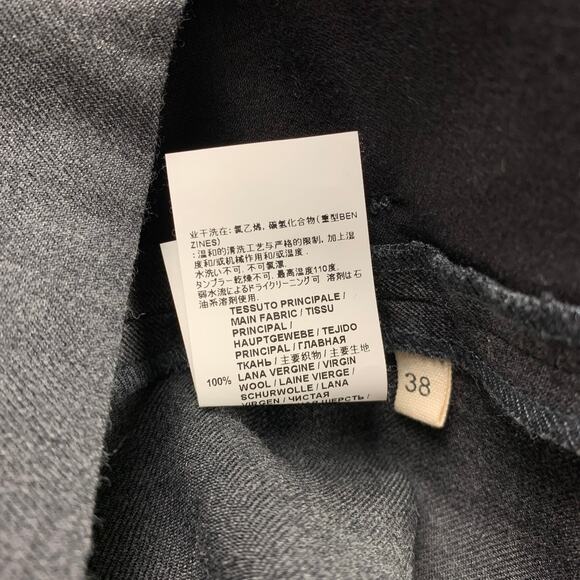 业干洗在: 氯乙烯, 碳氢化合物(重型BEN
ZINES)
:温和的清洗工艺与严格的限制, 加上湿
度和/或机械作用和/或温度.
水洗い不可. 不可氯漂
タンブラー乾燥不可. 最高温度110度.
弱水流によるドライクリーニング可 溶剤は石
油系溶剤使用.
TESSUTO PRINCIPALE /
MAIN FABRIC / TISSU
PRINCIPAL /
HAUPTGEWEBE / TEJIDO
PRINCIPAL / ГЛАВНАЯ
ТКАНЬ / 主要织物 / 主要生地
100% LANA VERGINE / VIRGIN
WOOL / LAINE VIERGE /
SCHURWOLLE / LANA
VIRGEN / ЧИСТАЯ
ШЕРСТЬ /
38